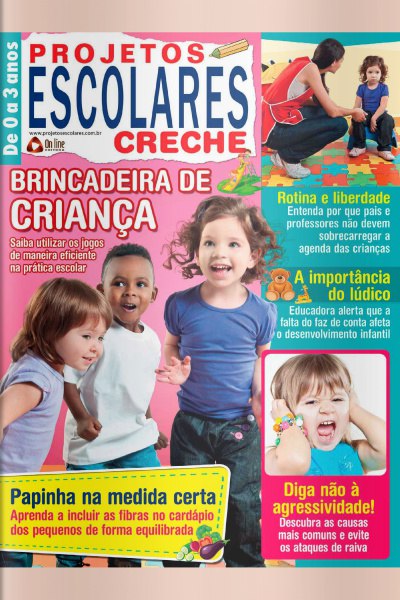 De 0 a 3 anos
PROJETOS
ESCOLARES
CRECHE
www.projetosescolares.com.br
On line
EDITORA
BRINCADEIRA DE
CRIANÇA
Saiba utilizar os jogos
de maneira eficiente
na prática escolar
Rotina e liberdade
Entenda por que pais e
professores não devem
sobrecarregar a
agenda das crianças
A importância
do lúdico
Educadora alerta que a
falta do faz de conta afeta
o desenvolvimento infantil
Papinha na medida certa
Aprenda a incluir as fibras no cardápio
dos pequenos de forma equilibrada
Diga não à
agressividade!
Descubra as causas
mais comuns e evite
os ataques de raiva